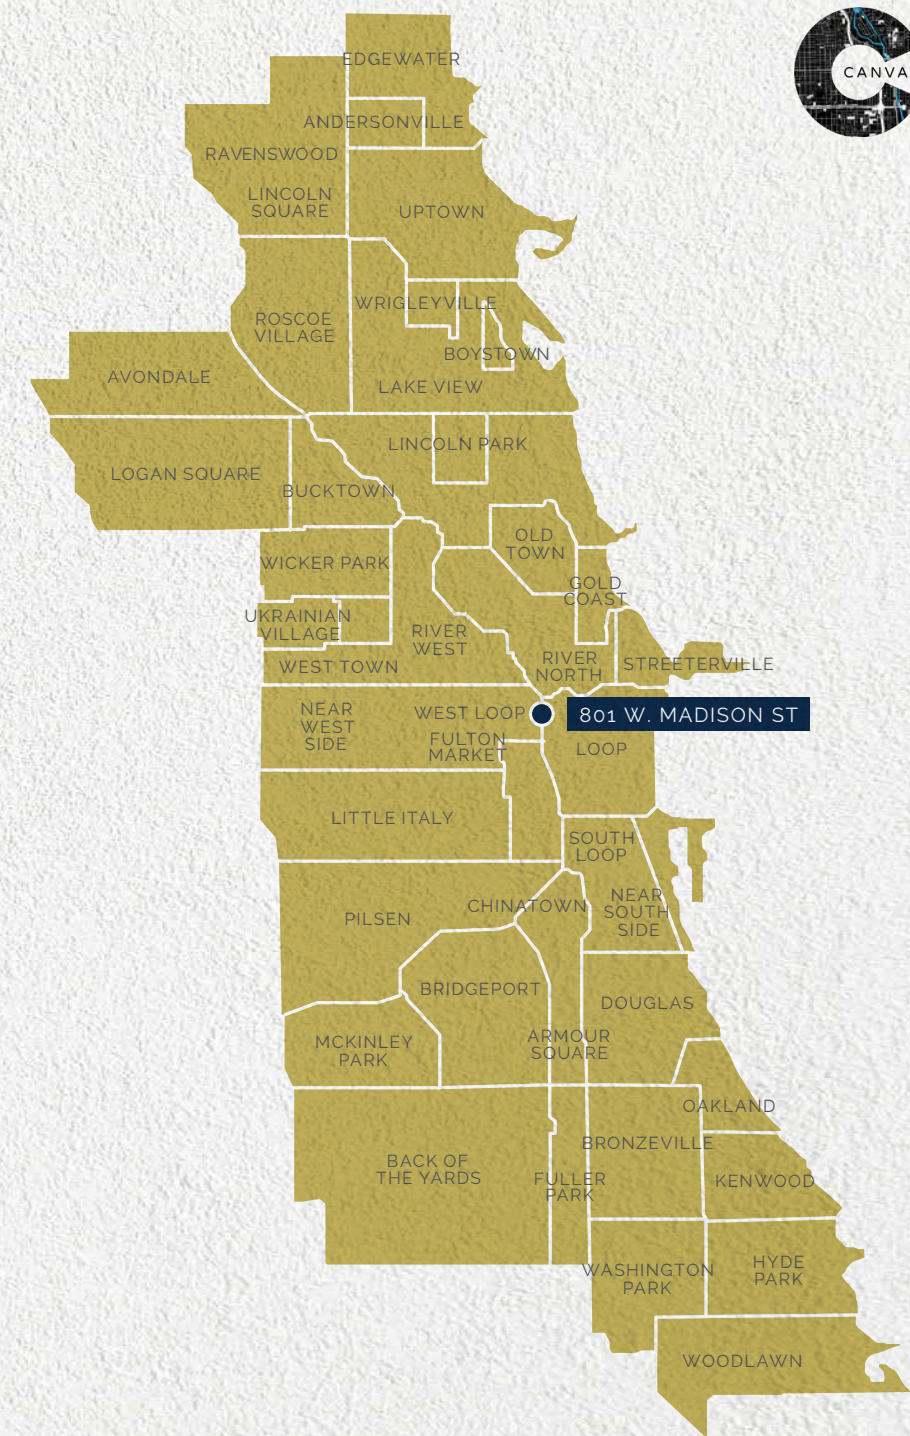 EDGEWATER
CANVA
ANDERSONVILLE
RAVENSWOOD
LINCOLN
SQUARE
UPTOWN
WRIGLEYVILLE
ROSCOE
VILLAGE
BOYSTOWN
AVONDALE
LAKE VIEW
LINCOLN PARK
LOGAN SQUARE
BUCKTOWN
OLD
TOWN
WICKER PARK
GOLD
COAST
UKRAINIAN
VILLAGE
RIVER
WEST
WEST TOWN
RIVER
NORTH
STREETERVILLE
NEAR
WEST
SIDE
WEST LOOP
801 W. MADISON ST
FULTON
MARKET
LOOP
LITTLE ITALY
SOUTH
LOOP
PILSEN
CHINATOWN
NEAR
SOUTH
SIDE
BRIDGEPORT
DOUGLAS
MCKINLEY
PARK
ARMOUR
SQUARE
OAKLAND
BRONZEVILLE
BACK OF
THE YARDS
FULLER
PARK
KENWOOD
WASHINGTON
PARK
HYDE
PARK
WOODLAWN